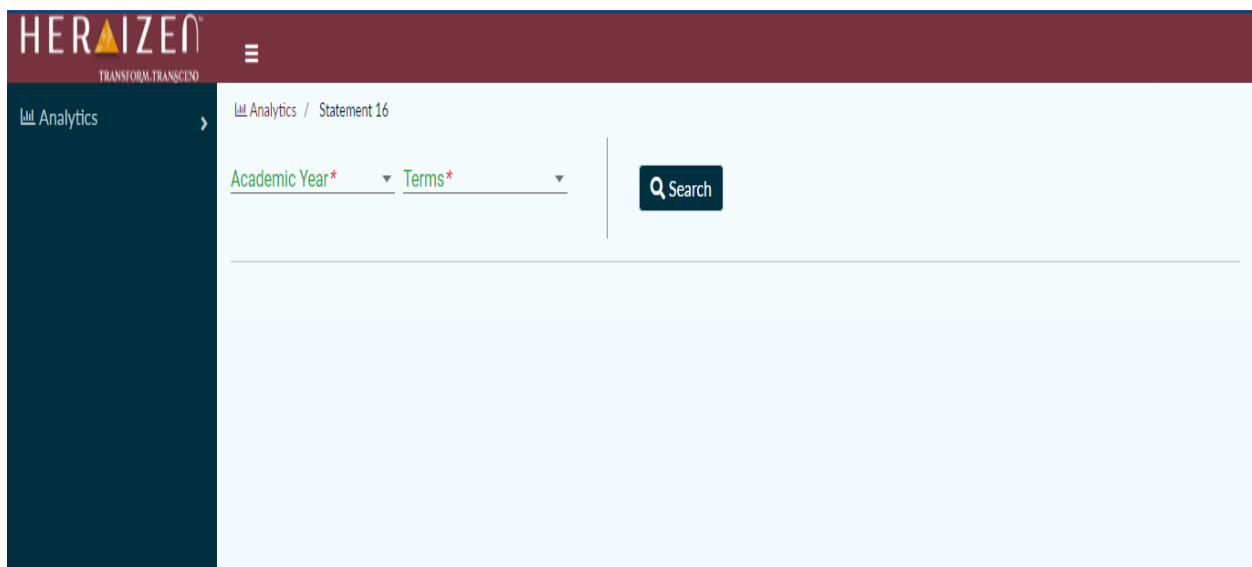 HERAIZEN
TRANSFORM.TRANSCEND
Analytics
Analytics / Statement 16
Academic Year* Terms*
Search